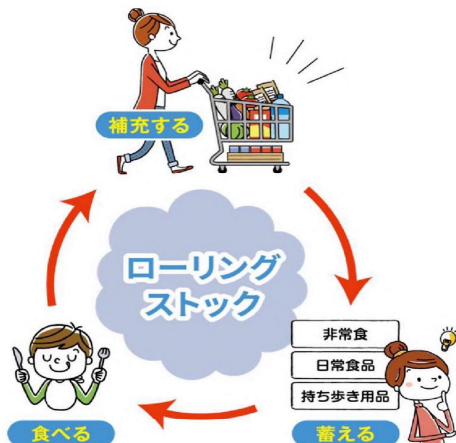 補充する
ローリング
ストック
非常食
日常食品
持ち歩き用品
食べる
蓄える